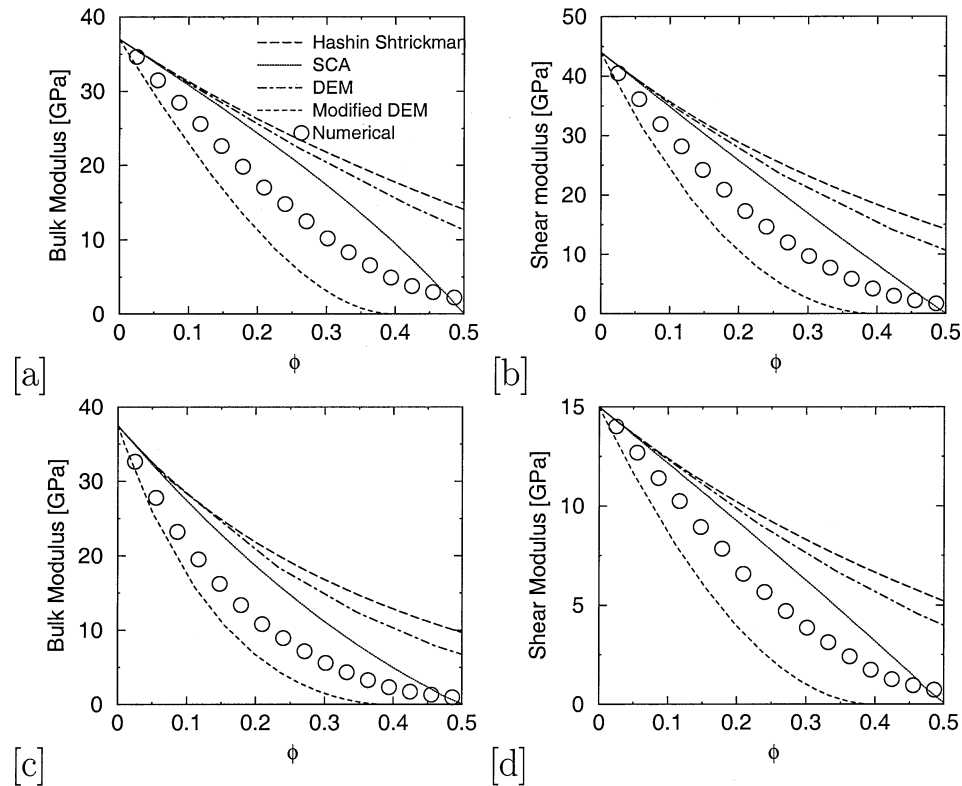 40
30
20
10
0
Bulk Modulus [GPa]
Hashin Shtrickman
SCA
DEM
Modified DEM
Numerical
0 0.1 0.2 0.3 0.4 0.5
ϕ
[a]
50
40
30
20
10
0
Shear modulus [GPa]
0 0.1 0.2 0.3 0.4 0.5
ϕ
[b]
40
30
20
10
0
Bulk Modulus [GPa]
0 0.1 0.2 0.3 0.4 0.5
ϕ
[c]
15
10
5
0
Shear Modulus [GPa]
0 0.1 0.2 0.3 0.4 0.5
ϕ
[d]